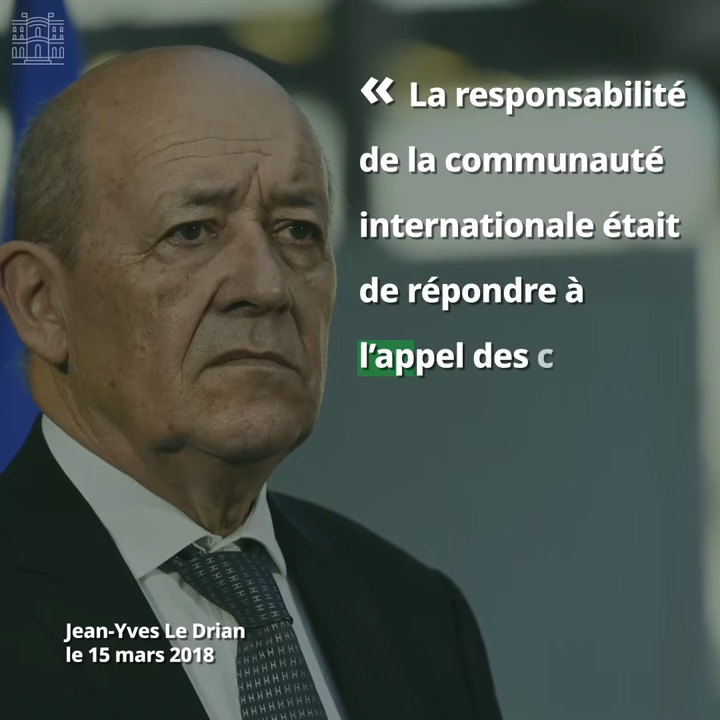 « La responsabilité
de la communauté
internationale était
de répondre à
l’appel des c
Jean-Yves Le Drian
le 15 mars 2018